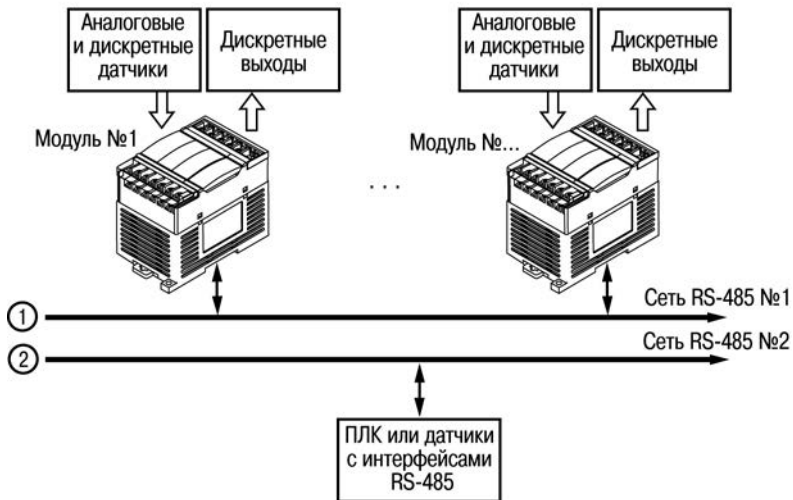 Аналоговые
и дискретные
датчики
Дискретные
выходы
Аналоговые
и дискретные
датчики
Дискретные
выходы
Модуль №1
Модуль №...
. . .
Сеть RS-485 №1
1
Сеть RS-485 №2
2
ПЛК или датчики
с интерфейсами
RS-485